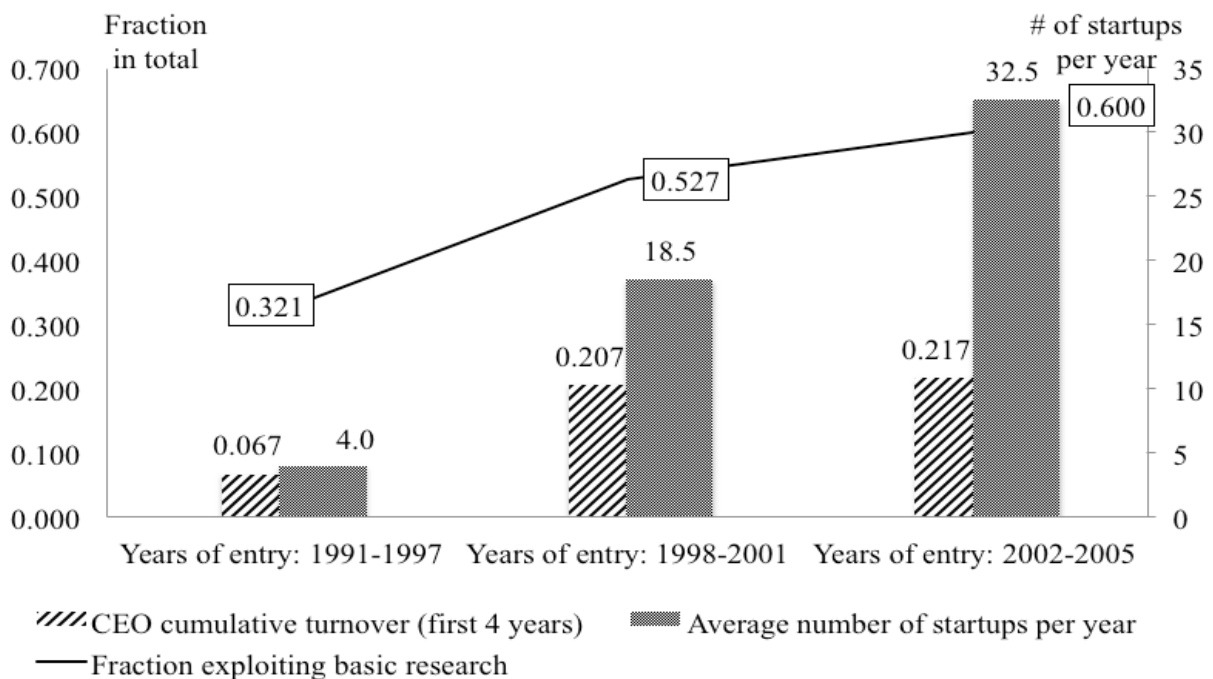 Fraction
in total
# of startups
per year
0.700
0.600
0.500
0.400
0.300
0.200
0.100
0.000
35
30
25
20
15
10
5
0
0.321
0.527
0.600
0.067
4.0
0.207
18.5
0.217
32.5
Years of entry: 1991-1997
Years of entry: 1998-2001
Years of entry: 2002-2005
CEO cumulative turnover (first 4 years)
Average number of startups per year
Fraction exploiting basic research